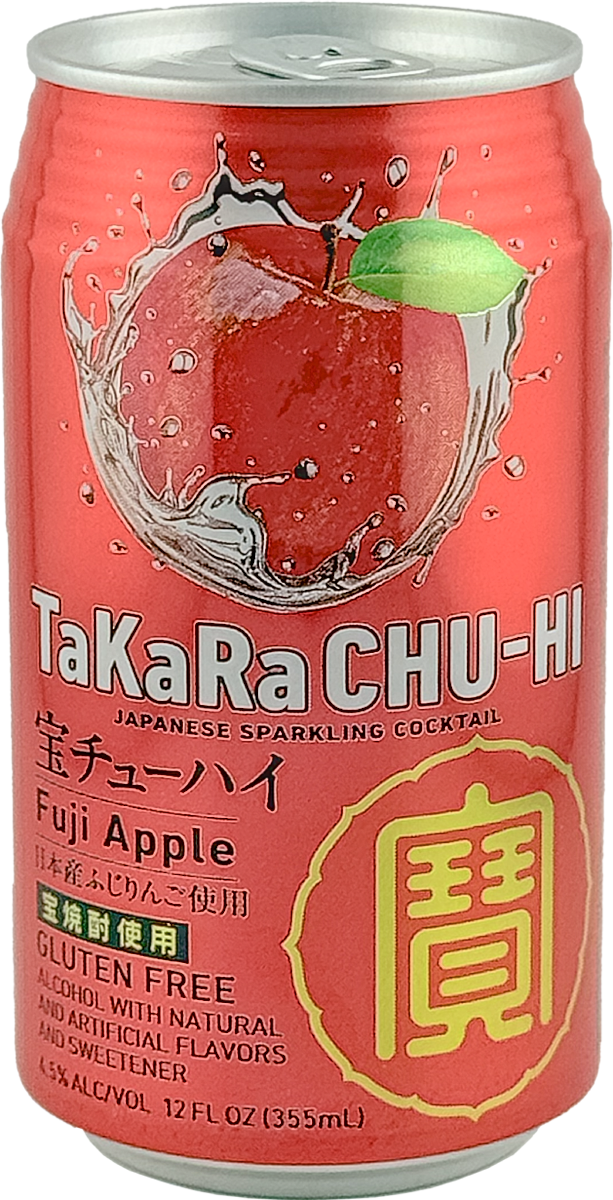 TaKaRa CHU-HI
JAPANESE SPARKLING COCKTAIL
宝チューハイ
Fuji Apple
日本産ふじりんご使用
宝焼酎使用
寶
GLUTEN FREE
ALCOHOL WITH NATURAL
AND ARTIFICIAL FLAVORS
AND SWEETENER
4.5% ALC/VOL 12 FL OZ (355mL)